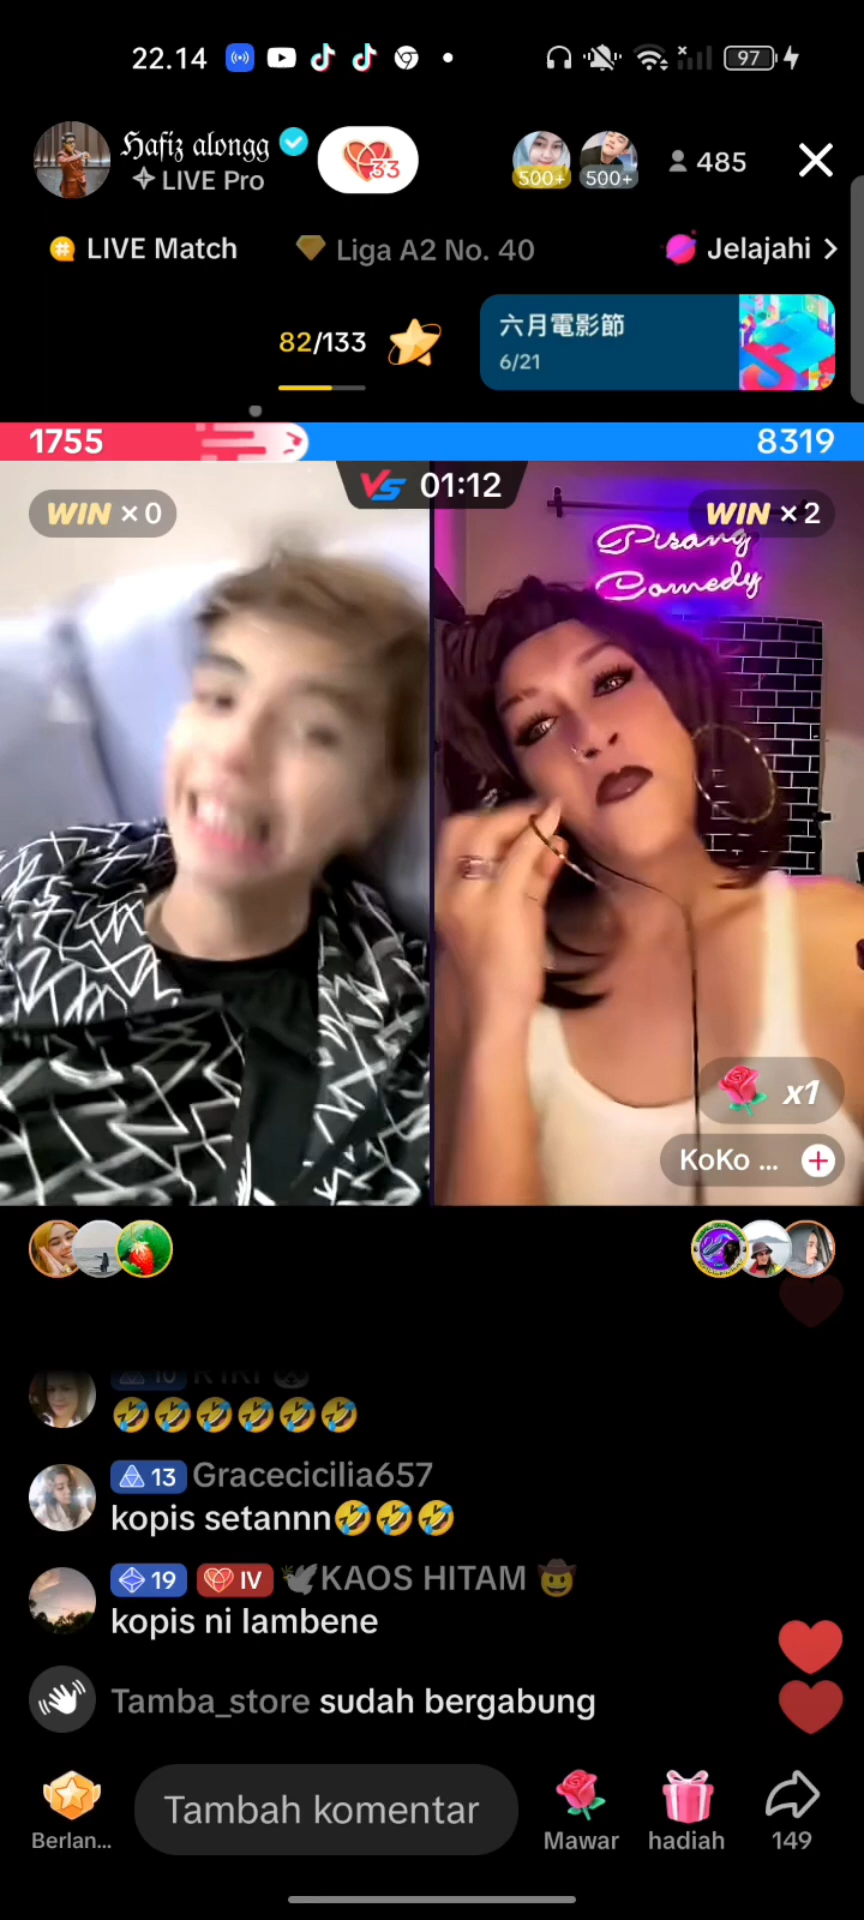 22.14
97
Hafiz alongg
LIVE Pro
33
500+
500+
485
LIVE Match
Liga A2 No. 40
Jelajahi
82/133
六月電影節
6/21
1755
8319
VS 01:12
WIN × 0
WIN × 2
Pisang
Comedy
x1
KoKo ...
10
🤣🤣🤣🤣🤣🤣
13 Gracecicilia657
kopis setannn🤣🤣🤣
19 IV 🕊KAOS HITAM 🤠
kopis ni lambene
Tamba_store sudah bergabung
Tambah komentar
Berlan...
Mawar
hadiah
149